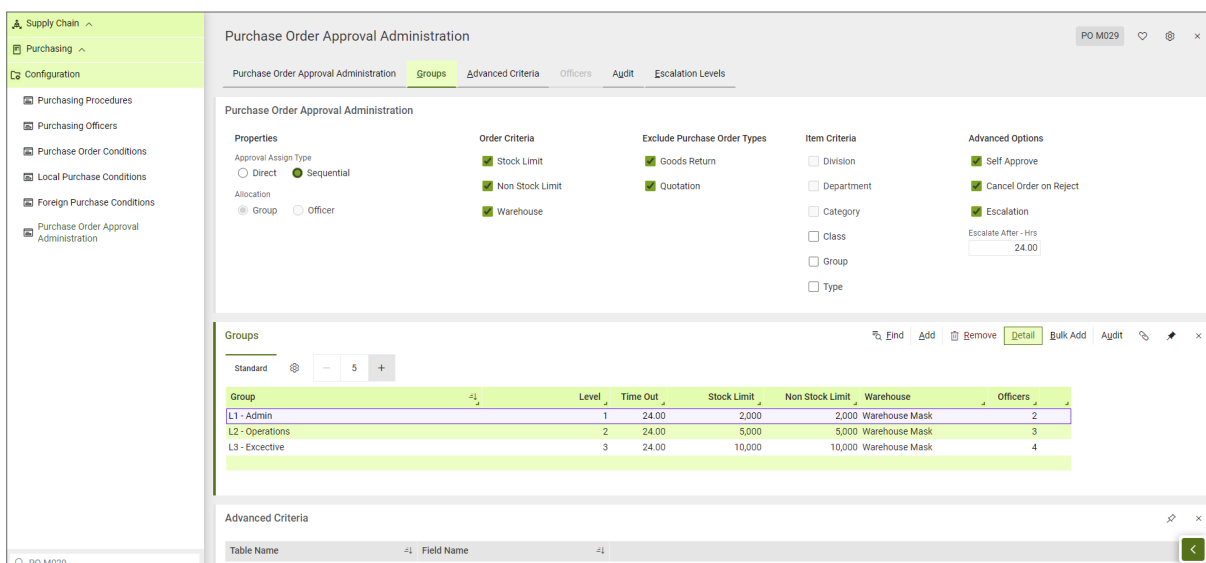 Supply Chain
Purchasing
Configuration
Purchasing Procedures
Purchasing Officers
Purchase Order Conditions
Local Purchase Conditions
Foreign Purchase Conditions
Purchase Order Approval
Administration
PO M029
Purchase Order Approval Administration
PO M029
Purchase Order Approval Administration Groups Advanced Criteria Officers Audit Escalation Levels
Purchase Order Approval Administration
Properties Order Criteria Exclude Purchase Order Types Item Criteria Advanced Options
Approval Assign Type
Direct Sequential
Allocation
Group Officer
Stock Limit
Non Stock Limit
Warehouse
Goods Return
Quotation
Division
Department
Category
Class
Group
Type
Self Approve
Cancel Order on Reject
Escalation
Escalate After - Hrs
24.00
Groups Find Add Remove Detail Bulk Add Audit
Standard − 5 +
Group Level Time Out Stock Limit Non Stock Limit Warehouse Officers
L1 - Admin 1 24.00 2,000 2,000 Warehouse Mask 2
L2 - Operations 2 24.00 5,000 5,000 Warehouse Mask 3
L3 - Excective 3 24.00 10,000 10,000 Warehouse Mask 4
Advanced Criteria
Table Name Field Name